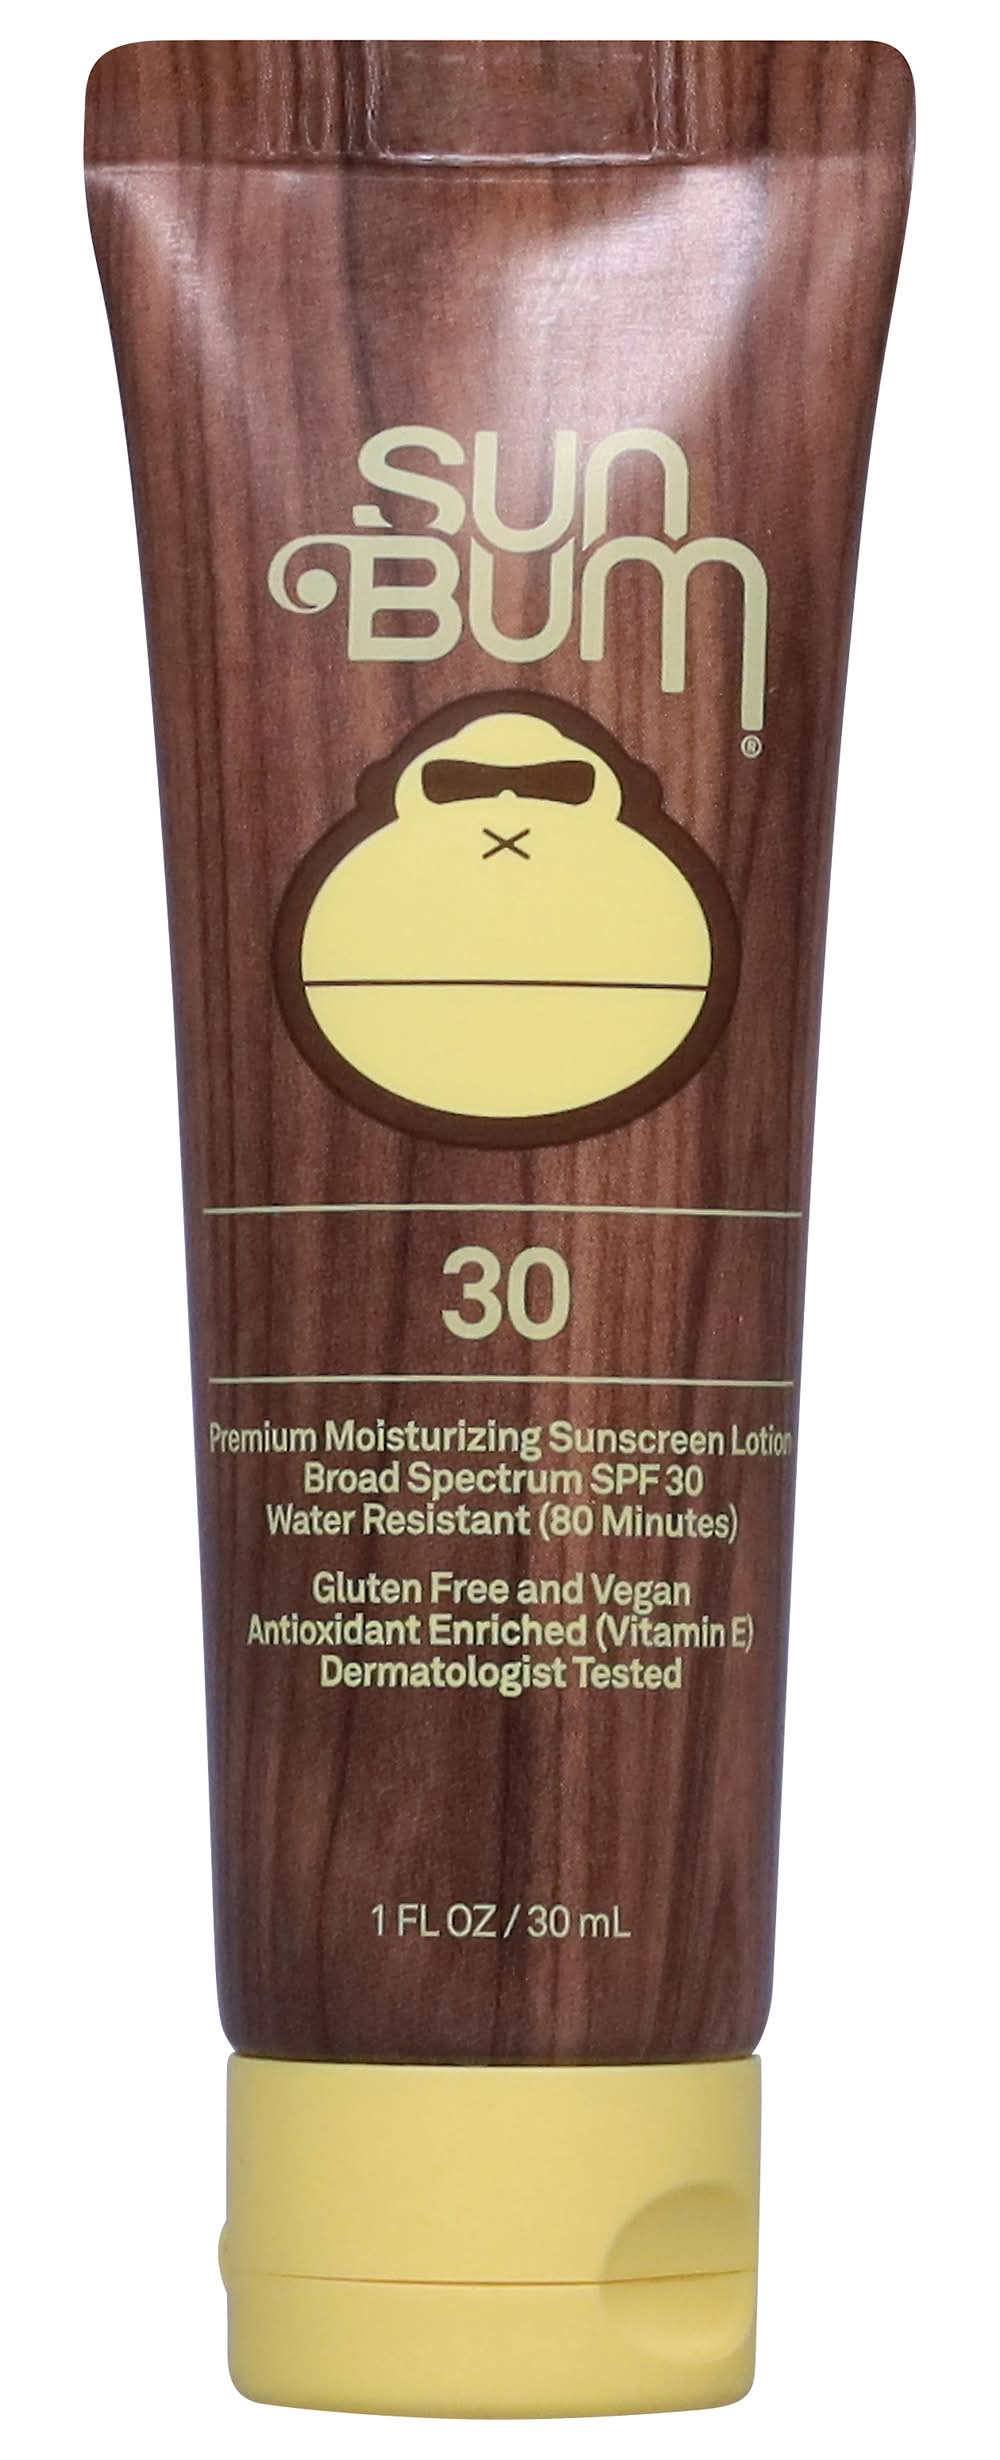 sun
Bum
®
30
Premium Moisturizing Sunscreen Lotion
Broad Spectrum SPF 30
Water Resistant (80 Minutes)
Gluten Free and Vegan
Antioxidant Enriched (Vitamin E)
Dermatologist Tested
1 FL OZ / 30 mL